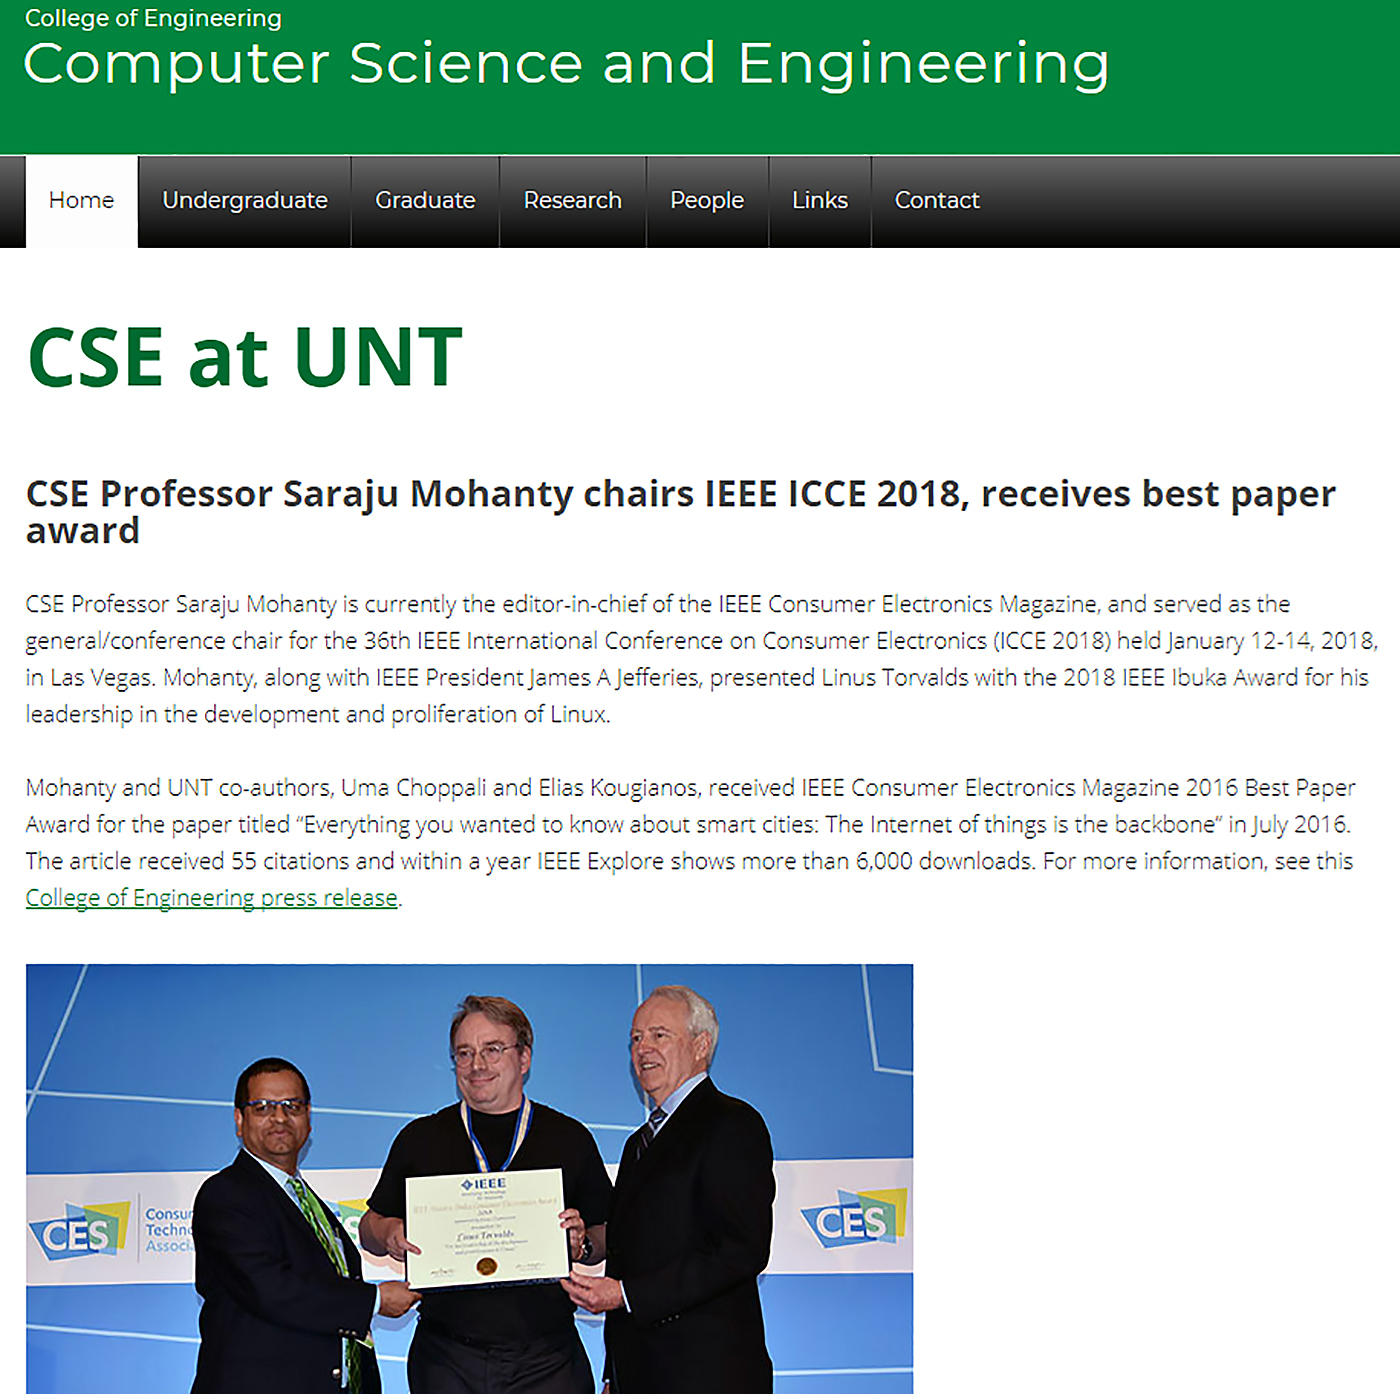 College of Engineering
Computer Science and Engineering
Home Undergraduate Graduate Research People Links Contact
CSE at UNT
CSE Professor Saraju Mohanty chairs IEEE ICCE 2018, receives best paper
award
CSE Professor Saraju Mohanty is currently the editor-in-chief of the IEEE Consumer Electronics Magazine, and served as the
general/conference chair for the 36th IEEE International Conference on Consumer Electronics (ICCE 2018) held January 12-14, 2018,
in Las Vegas. Mohanty, along with IEEE President James A Jefferies, presented Linus Torvalds with the 2018 IEEE Ibuka Award for his
leadership in the development and proliferation of Linux.
Mohanty and UNT co-authors, Uma Choppali and Elias Kougianos, received IEEE Consumer Electronics Magazine 2016 Best Paper
Award for the paper titled “Everything you wanted to know about smart cities: The Internet of things is the backbone” in July 2016.
The article received 55 citations and within a year IEEE Explore shows more than 6,000 downloads. For more information, see this
College of Engineering press release.
IEEE
2018
Linus Torvalds
CES
CES